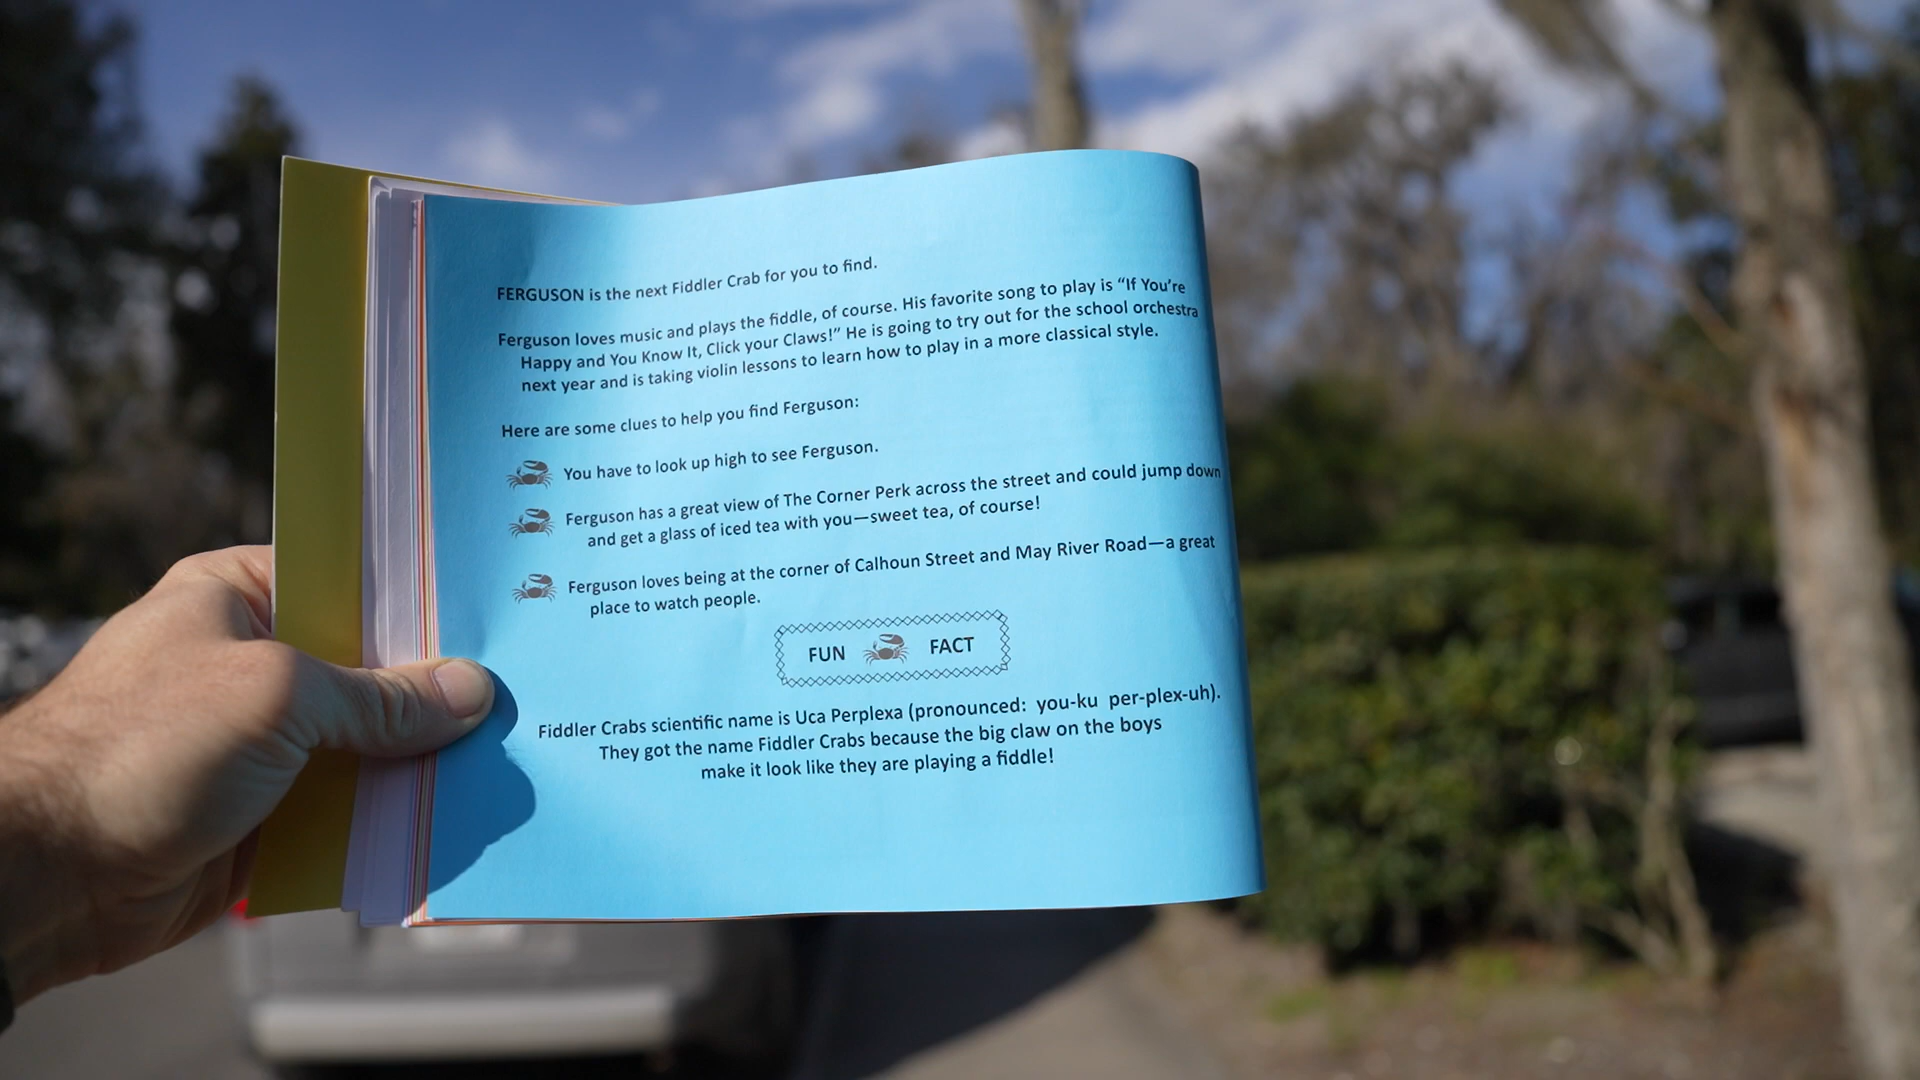 FERGUSON is the next Fiddler Crab for you to find.
Ferguson loves music and plays the fiddle, of course. His favorite song to play is “If You’re
Happy and You Know It, Click your Claws!” He is going to try out for the school orchestra
next year and is taking violin lessons to learn how to play in a more classical style.
Here are some clues to help you find Ferguson:
You have to look up high to see Ferguson.
Ferguson has a great view of The Corner Perk across the street and could jump down
and get a glass of iced tea with you—sweet tea, of course!
Ferguson loves being at the corner of Calhoun Street and May River Road—a great
place to watch people.
FUN FACT
Fiddler Crabs scientific name is Uca Perplexa (pronounced: you-ku per-plex-uh).
They got the name Fiddler Crabs because the big claw on the boys
make it look like they are playing a fiddle!